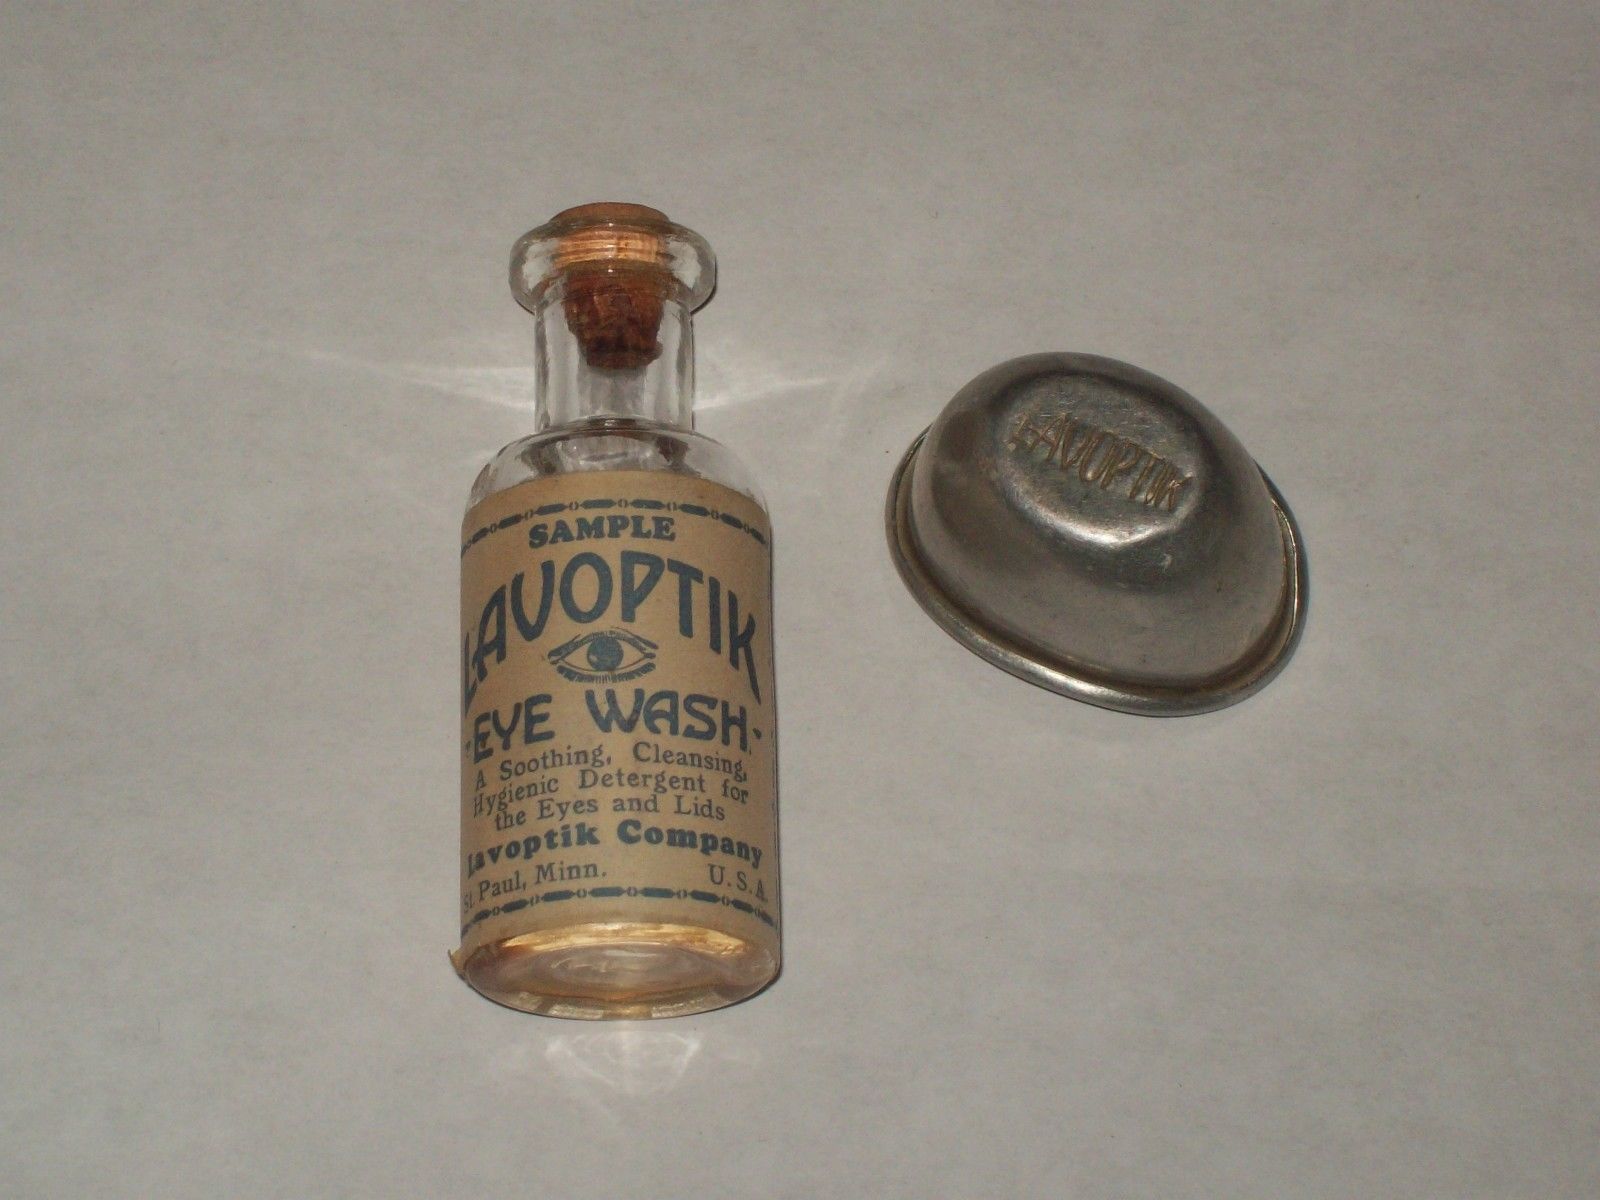 SAMPLE
LAVOPTIK
EYE WASH
A Soothing, Cleansing,
Hygienic Detergent for
the Eyes and Lids
Lavoptik Company
St. Paul, Minn. U.S.A.
LAVOPTIK